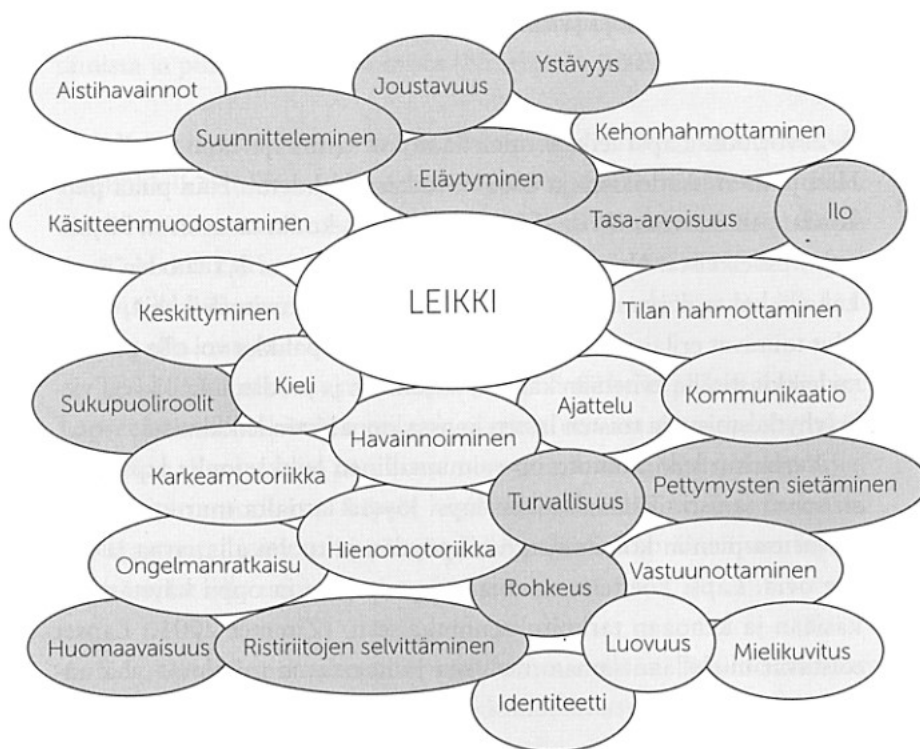 Aistihavainnot
Joustavuus
Ystävyys
Suunnitteleminen
Kehonhahmottaminen
Eläytyminen
Käsitteenmuodostaminen
Tasa-arvoisuus
Ilo
LEIKKI
Keskittyminen
Tilan hahmottaminen
Kieli
Sukupuoliroolit
Ajattelu
Kommunikaatio
Havainnoiminen
Karkeamotoriikka
Turvallisuus
Pettymysten sietäminen
Hienomotoriikka
Ongelmanratkaisu
Vastuunottaminen
Rohkeus
Huomaavaisuus
Ristiriitojen selvittäminen
Luovuus
Mielikuvitus
Identiteetti